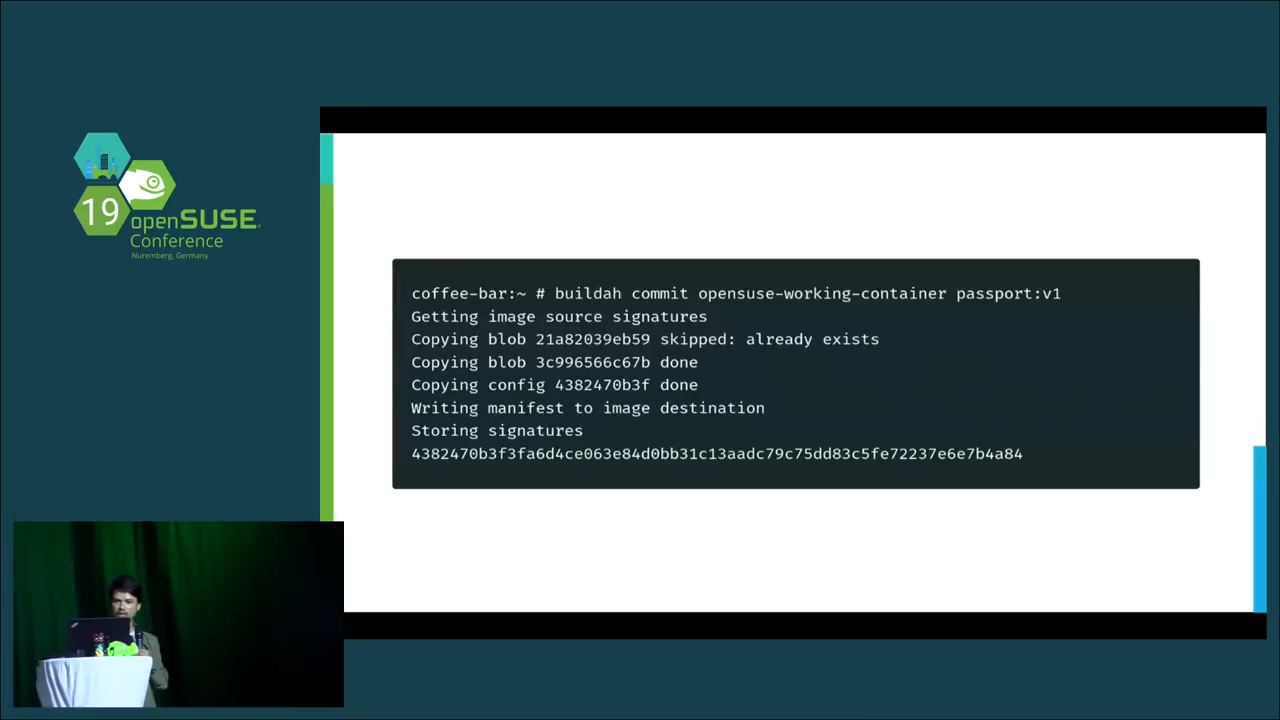 19
openSUSE
Conference
Nuremberg, Germany
coffee-bar:~ # buildah commit opensuse-working-container passport:v1
Getting image source signatures
Copying blob 21a82039eb59 skipped: already exists
Copying blob 3c996566c67b done
Copying config 4382470b3f done
Writing manifest to image destination
Storing signatures
4382470b3f3fa6d4ce063e84d0bb31c13aadc79c75dd83c5fe72237e6e7b4a84